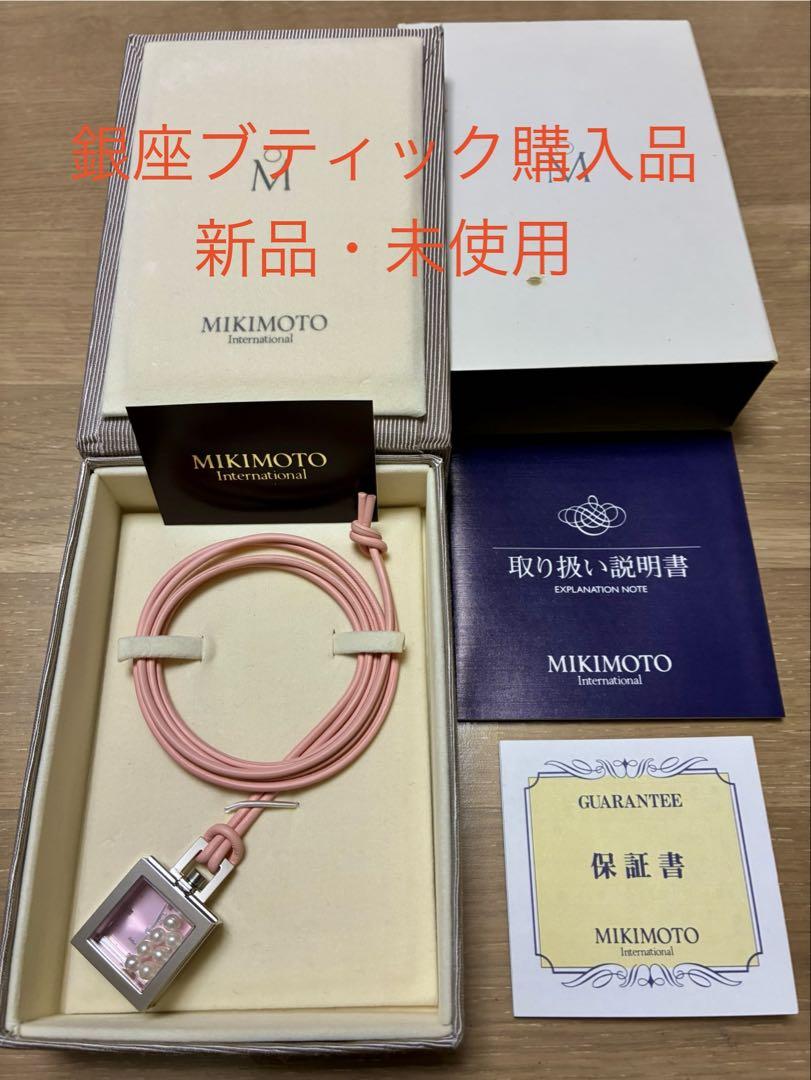 銀座ブティック購入品
新品・未使用
M
MIKIMOTO
International
M
MIKIMOTO
International
取り扱い説明書
EXPLANATION NOTE
MIKIMOTO
International
GUARANTEE
保証書
MIKIMOTO
International